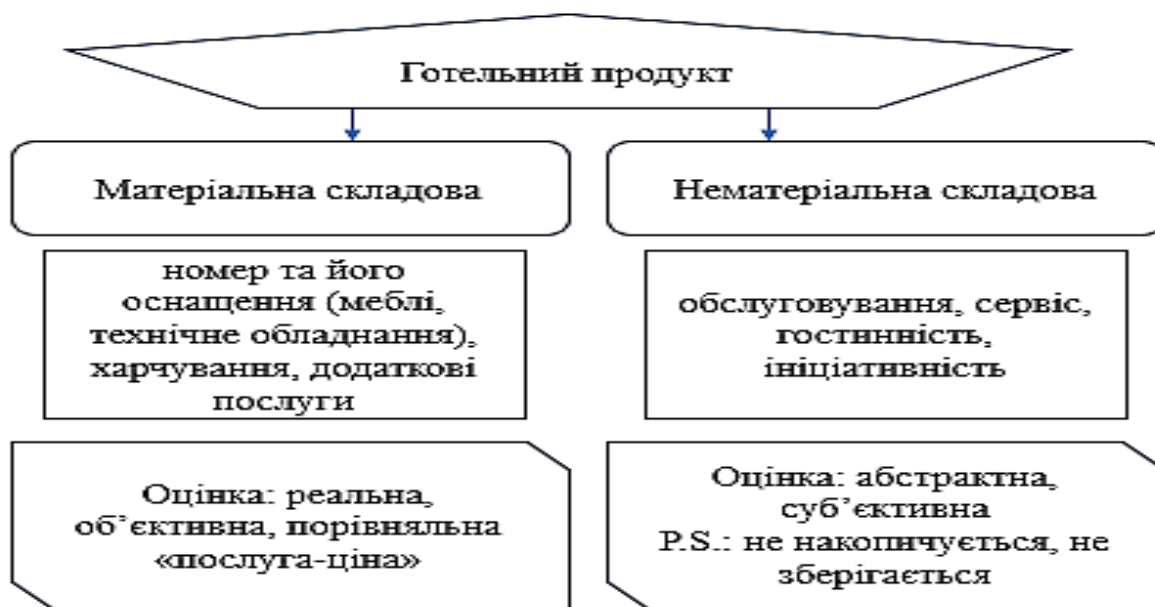 Готельний продукт
Матеріальна складова
Нематеріальна складова
номер та його
оснащення (меблі,
технічне обладнання),
харчування, додаткові
послуги
обслуговування, сервіс,
гостинність,
ініціативність
Оцінка: реальна,
об’єктивна, порівняльна
«послуга-ціна»
Оцінка: абстрактна,
суб’єктивна
P.S.: не накопичується, не
зберігається